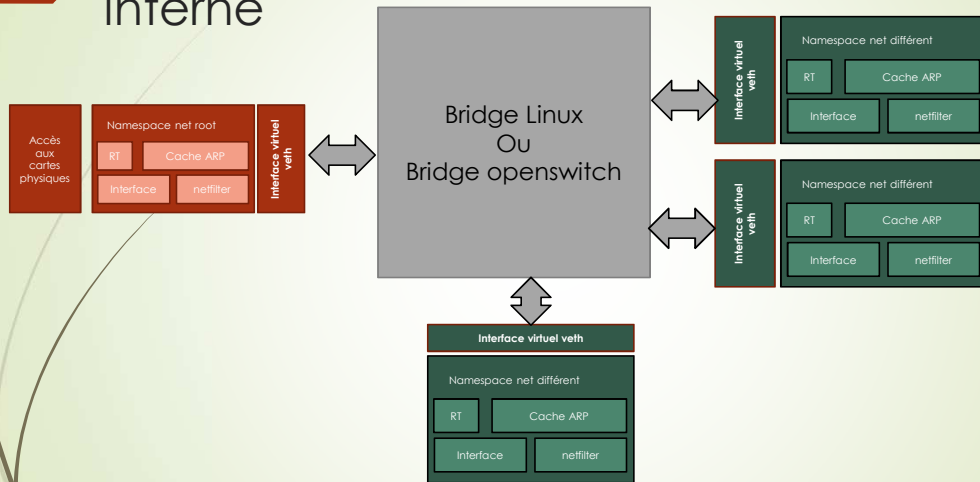 Interne
Accès
aux
cartes
physiques
Namespace net root
RT
Cache ARP
Interface
netfilter
Interface virtuel
veth
Bridge Linux
Ou
Bridge openswitch
Interface virtuel
veth
Namespace net différent
RT
Cache ARP
Interface
netfilter
Interface virtuel
veth
Namespace net différent
RT
Cache ARP
Interface
netfilter
Interface virtuel veth
Namespace net différent
RT
Cache ARP
Interface
netfilter